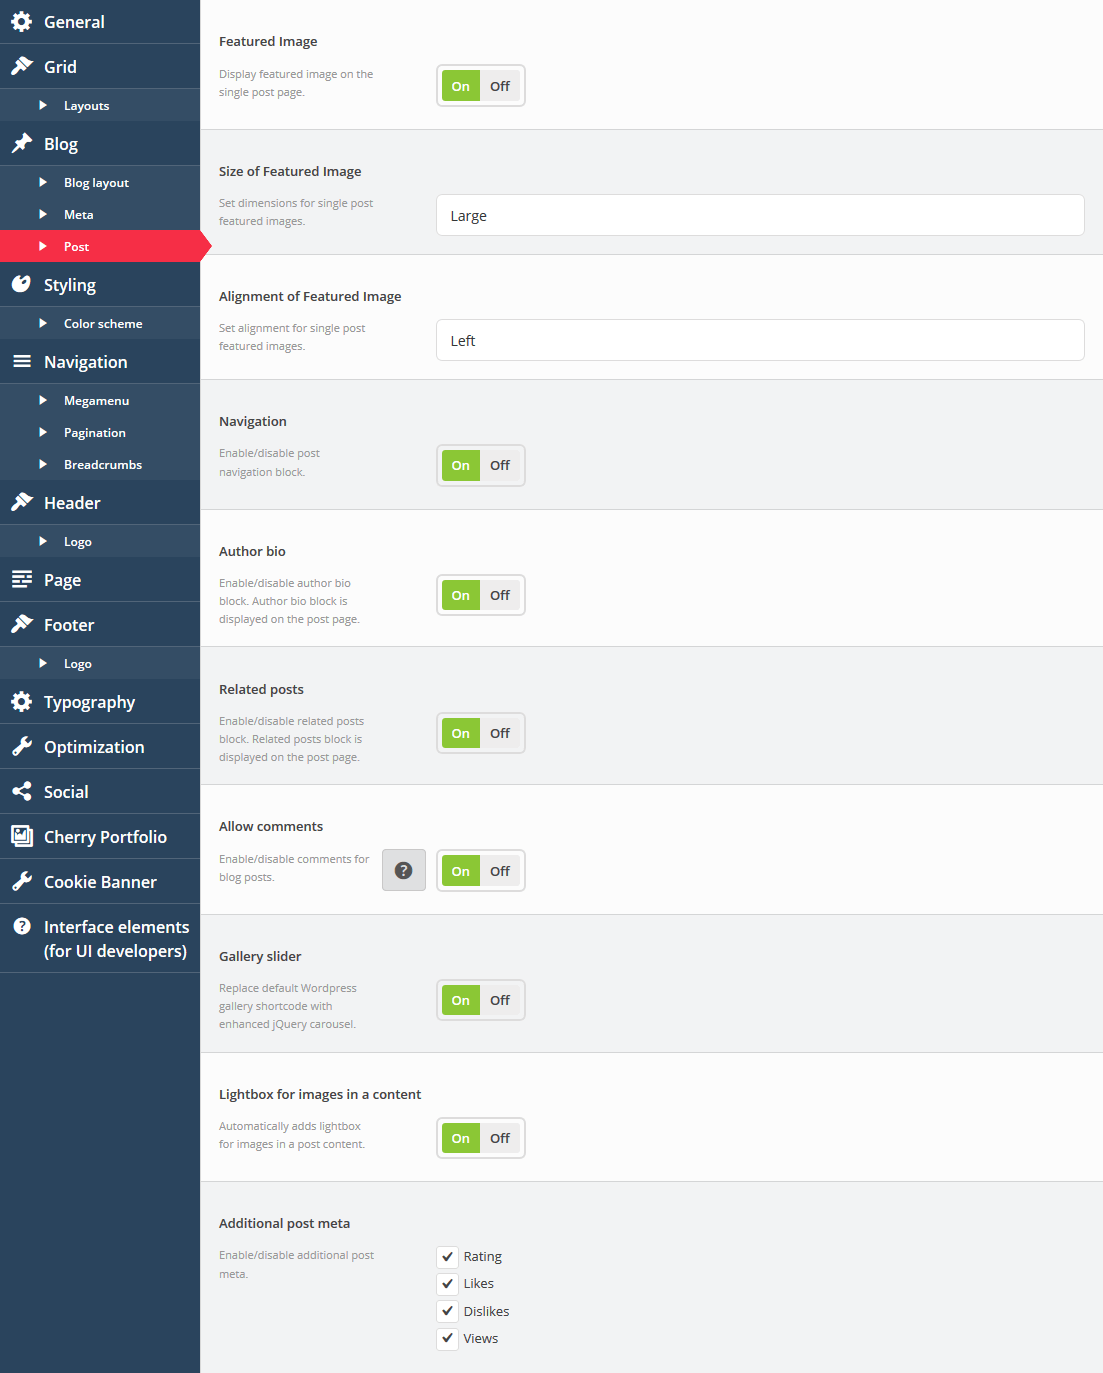 General
Grid
Layouts
Blog
Blog layout
Meta
Post
Styling
Color scheme
Navigation
Megamenu
Pagination
Breadcrumbs
Header
Logo
Page
Footer
Logo
Typography
Optimization
Social
Cherry Portfolio
Cookie Banner
Interface elements
(for UI developers)
Featured Image
Display featured image on the
single post page.
On Off
Size of Featured Image
Set dimensions for single post
featured images.
Large
Alignment of Featured Image
Set alignment for single post
featured images.
Left
Navigation
Enable/disable post
navigation block.
On Off
Author bio
Enable/disable author bio
block. Author bio block is
displayed on the post page.
On Off
Related posts
Enable/disable related posts
block. Related posts block is
displayed on the post page.
On Off
Allow comments
Enable/disable comments for
blog posts.
?
On Off
Gallery slider
Replace default Wordpress
gallery shortcode with
enhanced jQuery carousel.
On Off
Lightbox for images in a content
Automatically adds lightbox
for images in a post content.
On Off
Additional post meta
Enable/disable additional post
meta.
Rating
Likes
Dislikes
Views